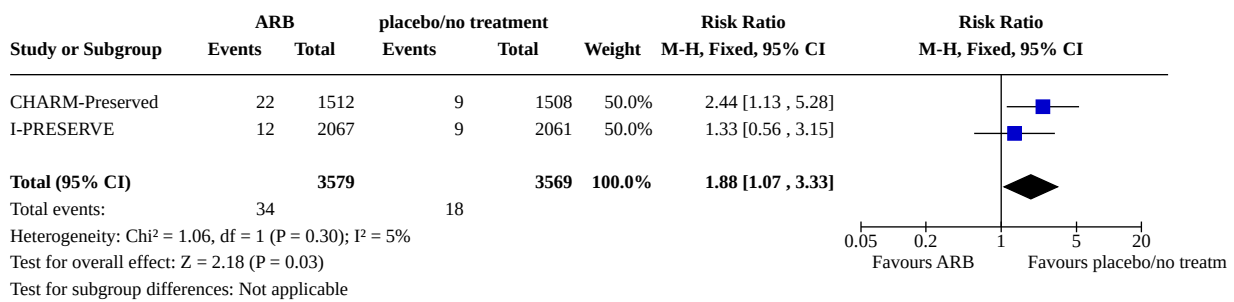 ARB placebo/no treatment Risk Ratio Risk Ratio
Study or Subgroup Events Total Events Total Weight M-H, Fixed, 95% CI M-H, Fixed, 95% CI
CHARM-Preserved 22 1512 9 1508 50.0% 2.44 [1.13 , 5.28]
I-PRESERVE 12 2067 9 2061 50.0% 1.33 [0.56 , 3.15]
Total (95% CI) 3579 3569 100.0% 1.88 [1.07 , 3.33]
Total events: 34 18
Heterogeneity: Chi² = 1.06, df = 1 (P = 0.30); I² = 5%
0.05 0.2 1 5 20
Test for overall effect: Z = 2.18 (P = 0.03) Favours ARB Favours placebo/no treatm
Test for subgroup differences: Not applicable